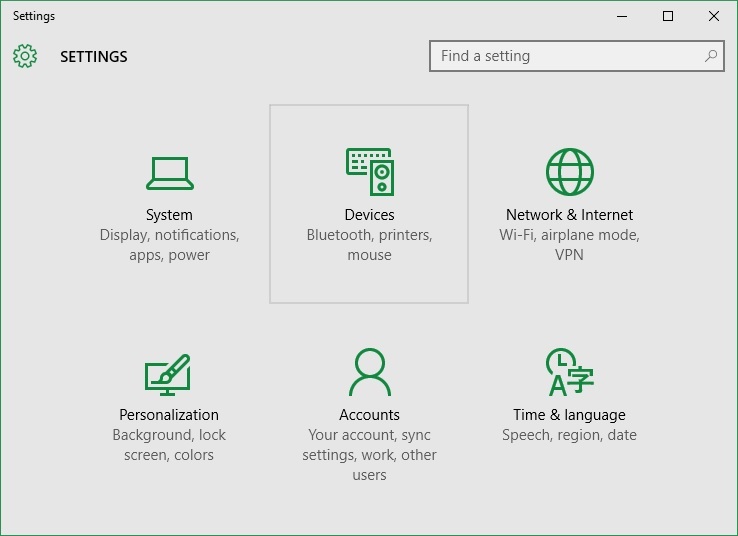 Settings
SETTINGS
Find a setting
System
Display, notifications,
apps, power
Devices
Bluetooth, printers,
mouse
Network & Internet
Wi-Fi, airplane mode,
VPN
Personalization
Background, lock
screen, colors
Accounts
Your account, sync
settings, work, other
users
A字
Time & language
Speech, region, date